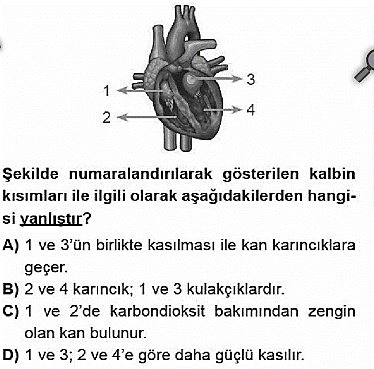 1
2
3
4
Şekilde numaralandırılarak gösterilen kalbin
kısımları ile ilgili olarak aşağıdakilerden hangi-
si yanlıştır?
A) 1 ve 3'ün birlikte kasılması ile kan karıncıklara
geçer.
B) 2 ve 4 karıncık; 1 ve 3 kulakçıklardır.
C) 1 ve 2'de karbondioksit bakımından zengin
olan kan bulunur.
D) 1 ve 3; 2 ve 4'e göre daha güçlü kasılır.